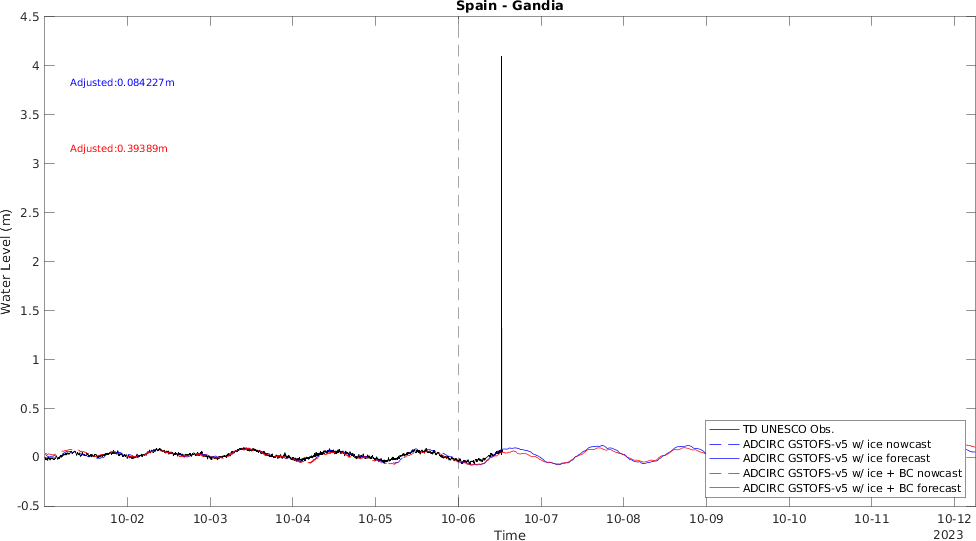 Spain - Gandia
4.5
4
3.5
3
2.5
2
1.5
1
0.5
0
-0.5
Water Level (m)
Adjusted:0.084227m
Adjusted:0.39389m
TD UNESCO Obs.
ADCIRC GSTOFS-v5 w/ ice nowcast
ADCIRC GSTOFS-v5 w/ ice forecast
ADCIRC GSTOFS-v5 w/ ice + BC nowcast
ADCIRC GSTOFS-v5 w/ ice + BC forecast
10-02 10-03 10-04 10-05 10-06 10-07 10-08 10-09 10-10 10-11 10-12
Time
2023